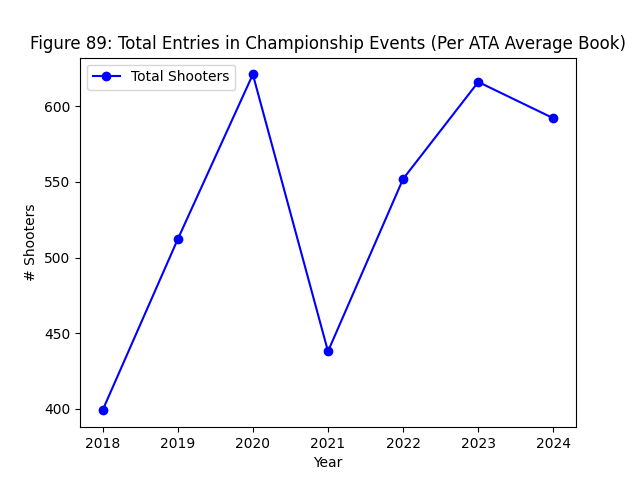 Figure 89: Total Entries in Championship Events (Per ATA Average Book)
Total Shooters
# Shooters
600
550
500
450
400
2018 2019 2020 2021 2022 2023 2024
Year